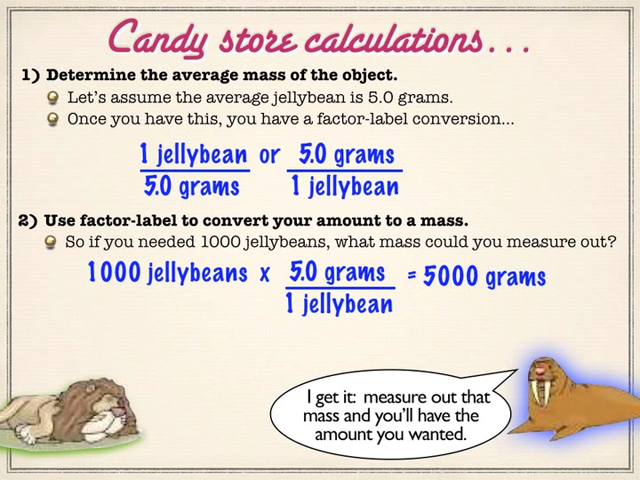 Candy store calculations...
1) Determine the average mass of the object.
Let's assume the average jellybean is 5.0 grams.
Once you have this, you have a factor-label conversion...
1 jellybean or 5.0 grams
5.0 grams 1 jellybean
2) Use factor-label to convert your amount to a mass.
So if you needed 1000 jellybeans, what mass could you measure out?
1000 jellybeans x 5.0 grams = 5000 grams
1 jellybean
I get it: measure out that
mass and you'll have the
amount you wanted.